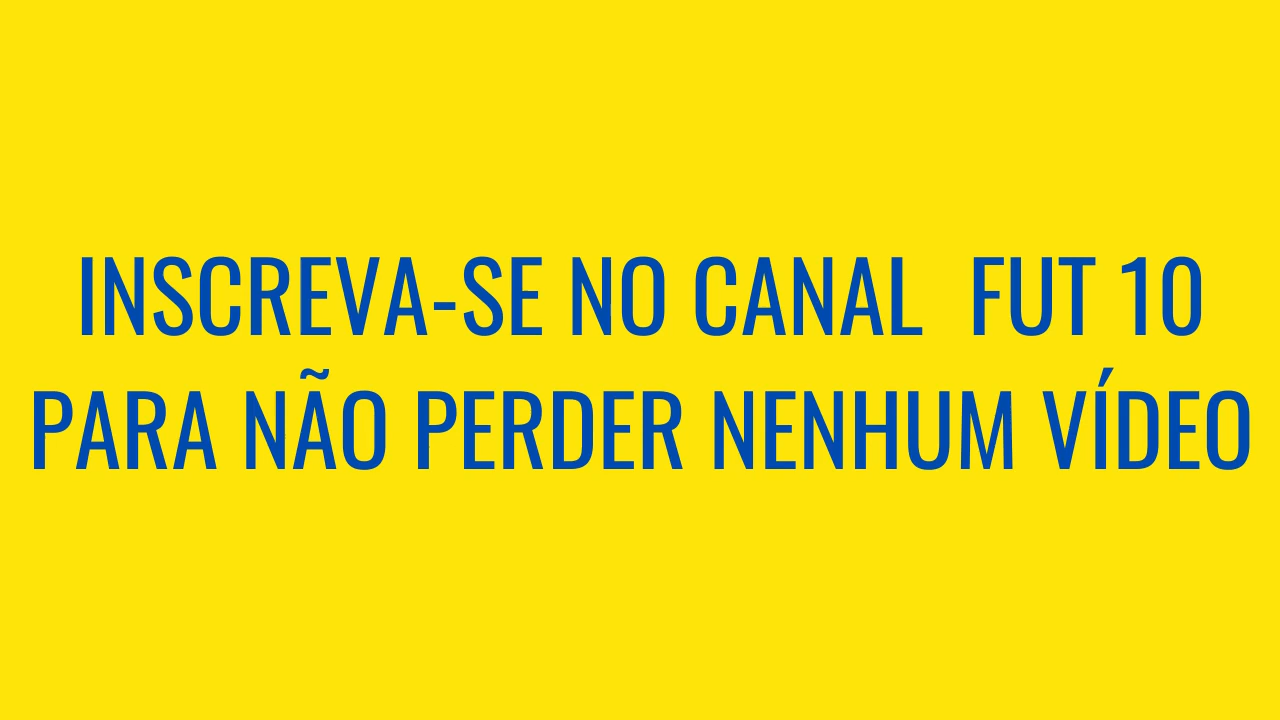 INSCREVA-SE NO CANAL  FUT 10
PARA NÃO PERDER NENHUM VÍDEO